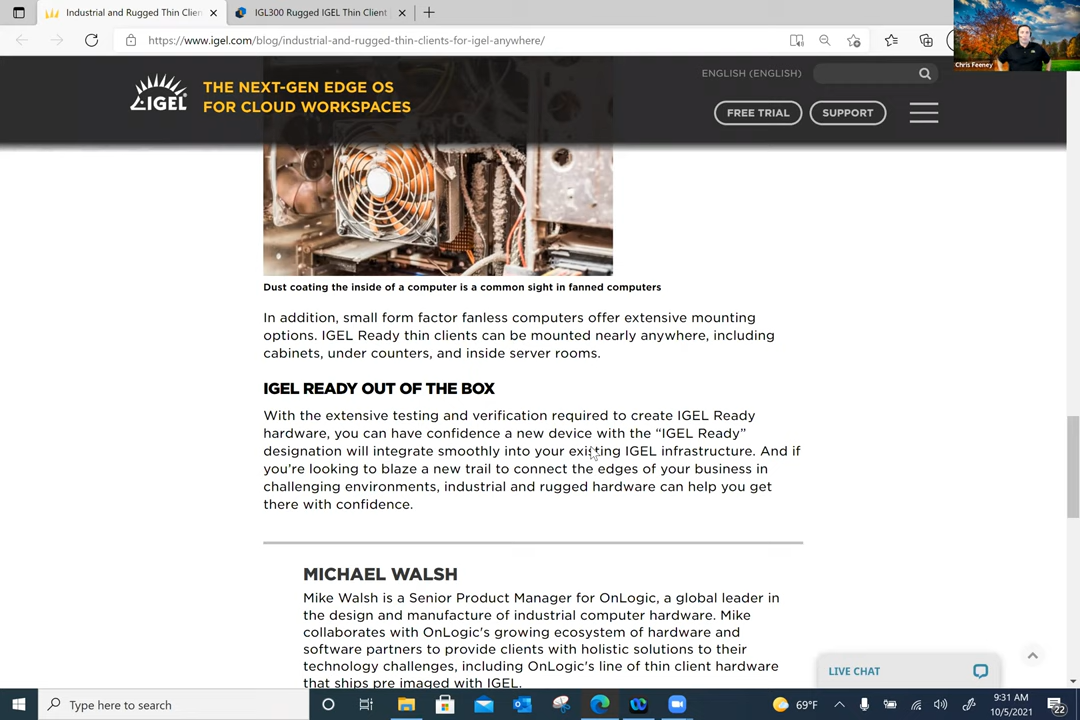 Industrial and Rugged Thin Clien
IGL300 Rugged IGEL Thin Client
https://www.igel.com/blog/industrial-and-rugged-thin-clients-for-igel-anywhere/
Chris Feeney
IGEL
THE NEXT-GEN EDGE OS
FOR CLOUD WORKSPACES
ENGLISH (ENGLISH)
FREE TRIAL
SUPPORT
Dust coating the inside of a computer is a common sight in fanned computers
In addition, small form factor fanless computers offer extensive mounting
options. IGEL Ready thin clients can be mounted nearly anywhere, including
cabinets, under counters, and inside server rooms.
IGEL READY OUT OF THE BOX
With the extensive testing and verification required to create IGEL Ready
hardware, you can have confidence a new device with the “IGEL Ready”
designation will integrate smoothly into your existing IGEL infrastructure. And if
you’re looking to blaze a new trail to connect the edges of your business in
challenging environments, industrial and rugged hardware can help you get
there with confidence.
MICHAEL WALSH
Mike Walsh is a Senior Product Manager for OnLogic, a global leader in
the design and manufacture of industrial computer hardware. Mike
collaborates with OnLogic's growing ecosystem of hardware and
software partners to provide clients with holistic solutions to their
technology challenges, including OnLogic's line of thin client hardware
that ships pre imaged with IGEL.
LIVE CHAT
Type here to search
69°F
9:31 AM
10/5/2021
22